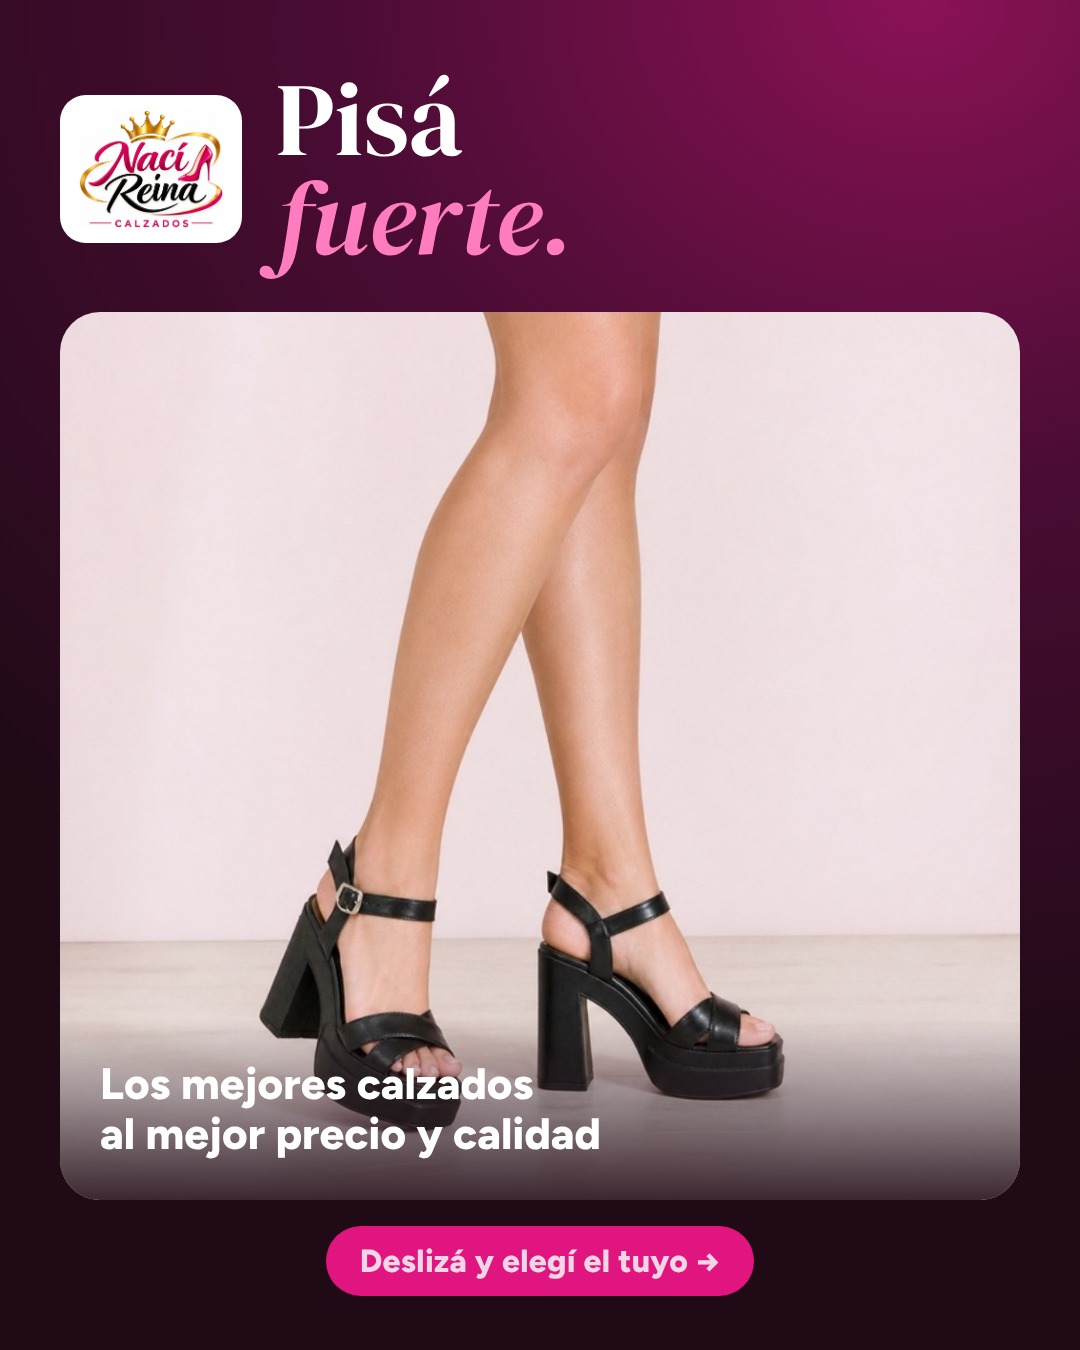 Nací
Reina
CALZADOS
Pisá
fuerte.
Los mejores calzados
al mejor precio y calidad
Deslizá y elegí el tuyo →